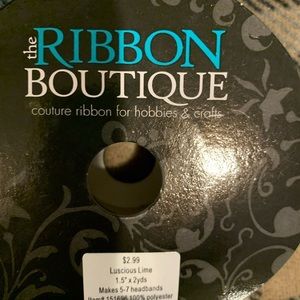 the RIBBON
BOUTIQUE
couture ribbon for hobbies & crafts
$2.99
Luscious Lime
1.5" x 2yds
Makes 5-7 headbands
100% polyester